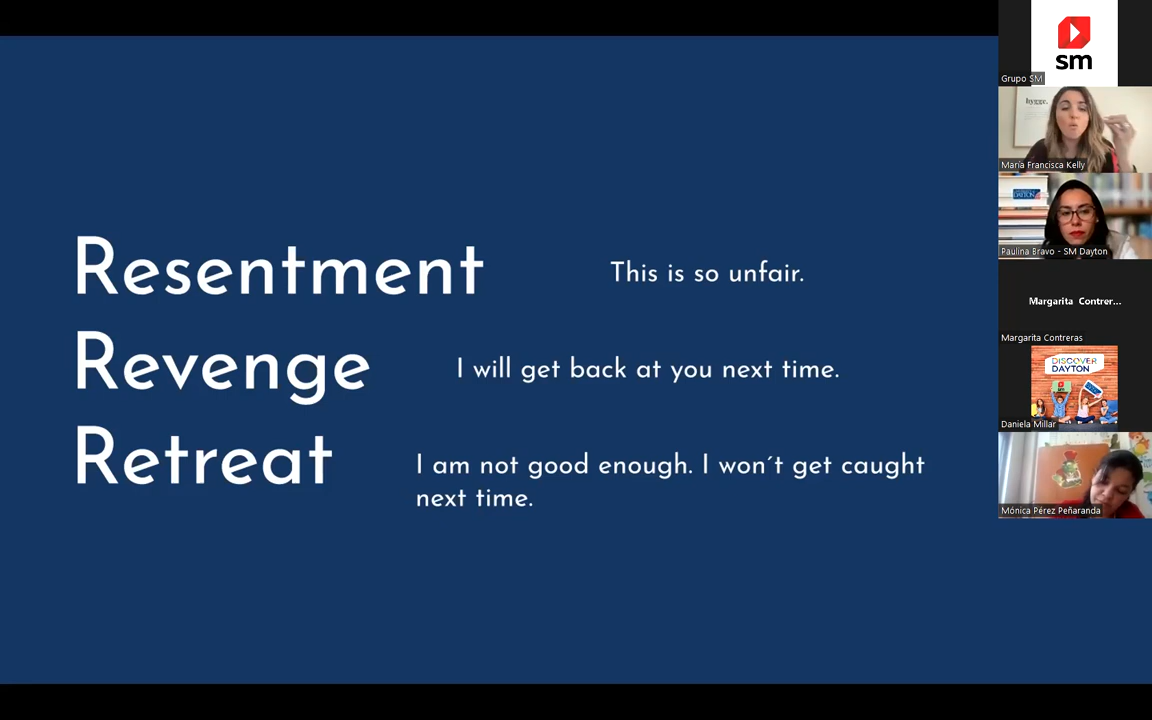 Resentment
This is so unfair.
Revenge
I will get back at you next time.
Retreat
I am not good enough. I won´t get caught
next time.
sm
Grupo SM
hygge.
María Francisca Kelly
DAYTON
Paulina Bravo - SM Dayton
Margarita Contrer...
Margarita Contreras
DISCOVER
DAYTON
Daniela Millar
Mónica Pérez Peñaranda